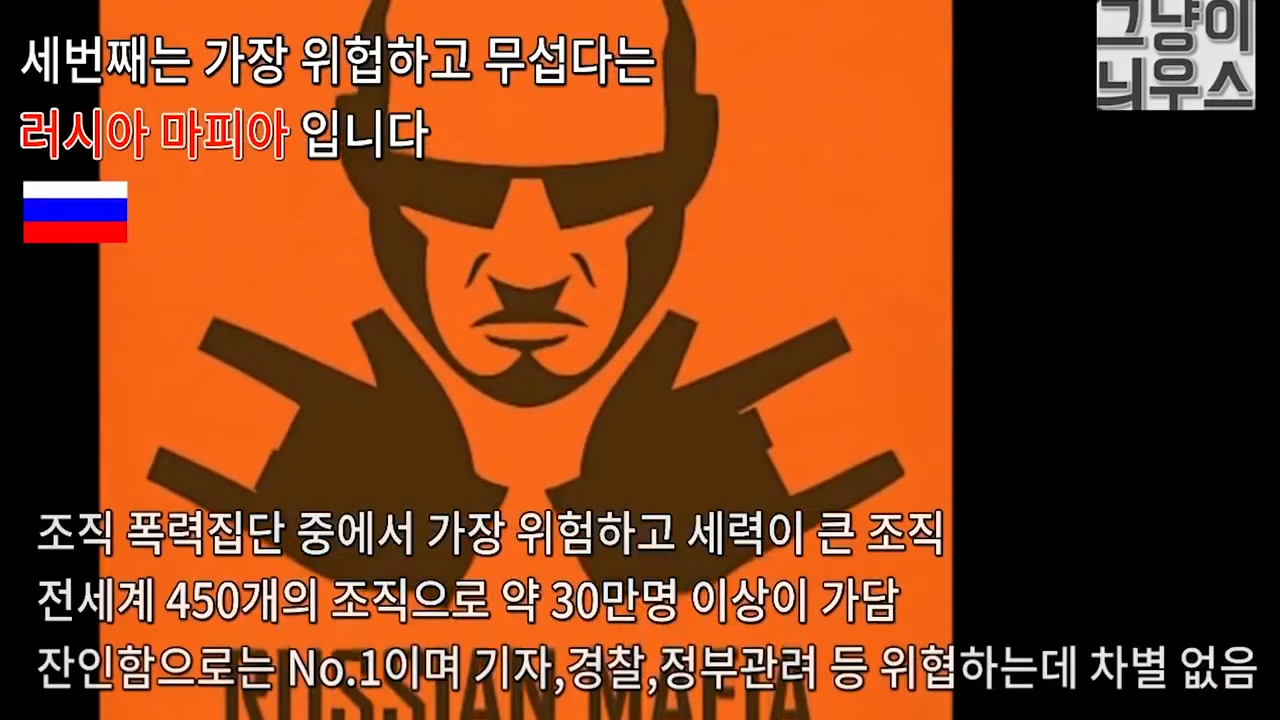 세번째는 가장 위헙하고 무섭다는
러시아 마피아 입니다
그냥이
늬우스
조직 폭력집단 중에서 가장 위험하고 세력이 큰 조직
전세계 450개의 조직으로 약 30만명 이상이 가담
잔인함으로는 No.1이며 기자,경찰,정부관려 등 위협하는데 차별 없음
RUSSIAN MAFIA